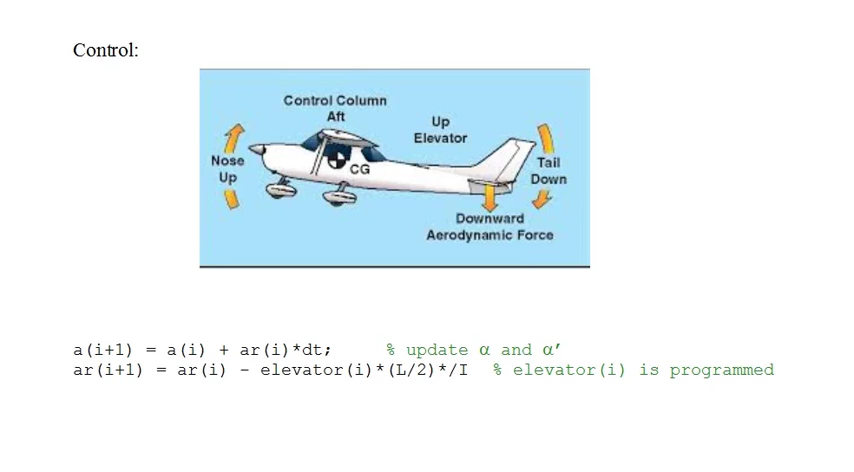 Control:
Control Column
Aft
Up
Elevator
Nose
Up
CG
Tail
Down
Downward
Aerodynamic Force
a(i+1) = a(i) + ar(i)*dt; % update α and α’
ar(i+1) = ar(i) - elevator(i)*(L/2)*/I % elevator(i) is programmed